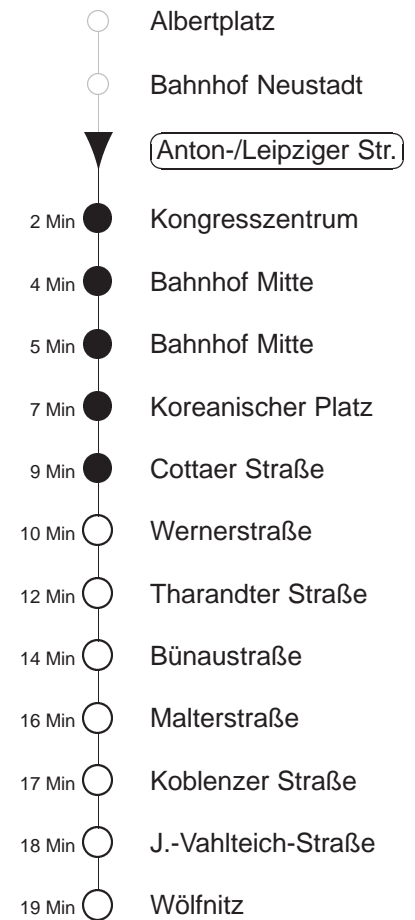 Albertplatz
Bahnhof Neustadt
Anton-/Leipziger Str.
2 Min Kongresszentrum
4 Min Bahnhof Mitte
5 Min Bahnhof Mitte
7 Min Koreanischer Platz
9 Min Cottaer Straße
10 Min Wernerstraße
12 Min Tharandter Straße
14 Min Bünaustraße
16 Min Malterstraße
17 Min Koblenzer Straße
18 Min J.-Vahlteich-Straße
19 Min Wölfnitz